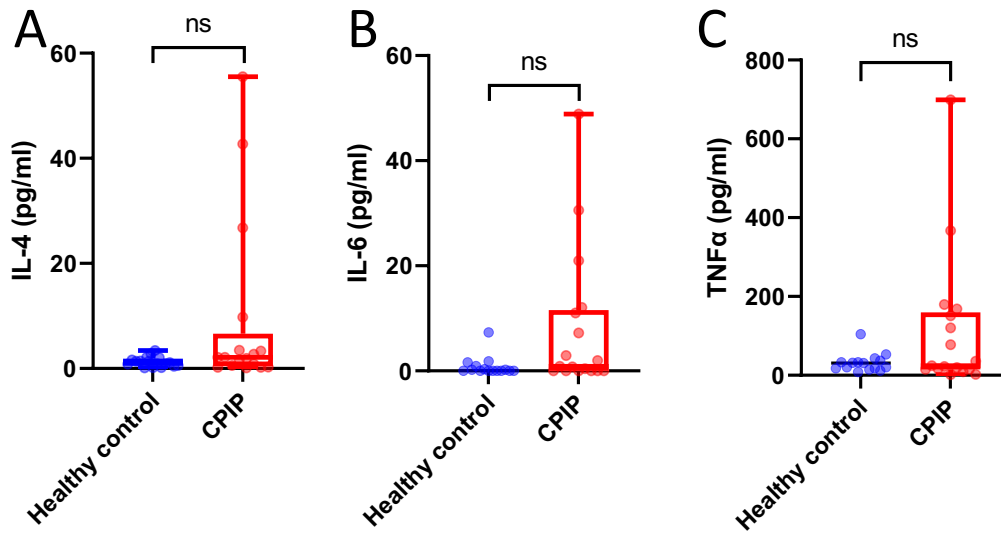 A
ns
IL-4 (pg/ml)
60
40
20
0
Healthy control
CPIP
B
ns
IL-6 (pg/ml)
60
40
20
0
Healthy control
CPIP
C
ns
TNFα (pg/ml)
800
600
400
200
0
Healthy control
CPIP